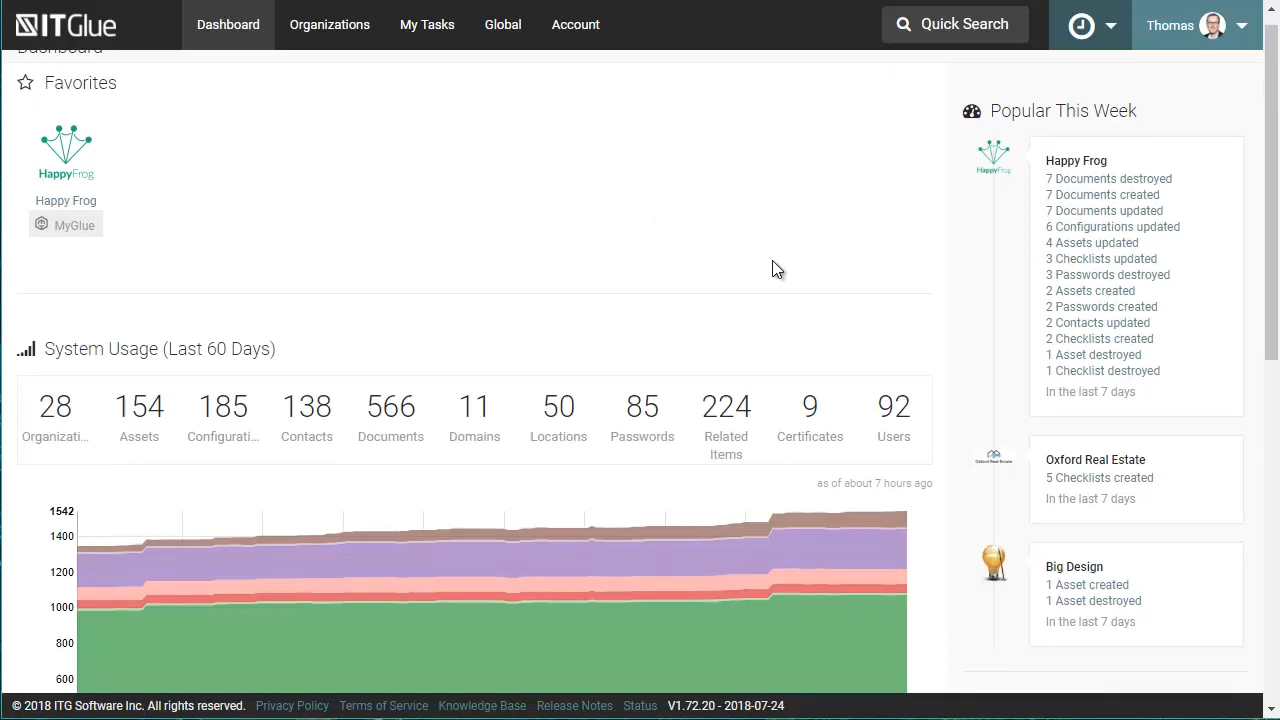 ITGlue
Dashboard
Organizations
My Tasks
Global
Account
Quick Search
Thomas
Dashboard
Favorites
HappyFrog
Happy Frog
MyGlue
System Usage (Last 60 Days)
28 154 185 138 566 11 50 85 224 9 92
Organizati... Assets Configurati... Contacts Documents Domains Locations Passwords Related Certificates Users
Items
as of about 7 hours ago
1542
1400
1200
1000
800
600
Popular This Week
HappyFrog
Happy Frog
7 Documents destroyed
7 Documents created
7 Documents updated
6 Configurations updated
4 Assets updated
3 Checklists updated
3 Passwords destroyed
2 Assets created
2 Passwords created
2 Contacts updated
2 Checklists created
1 Asset destroyed
1 Checklist destroyed
In the last 7 days
Oxford Real Estate
Oxford Real Estate
5 Checklists created
In the last 7 days
Big Design
1 Asset created
1 Asset destroyed
In the last 7 days
© 2018 ITG Software Inc. All rights reserved. Privacy Policy Terms of Service Knowledge Base Release Notes Status V1.72.20 - 2018-07-24